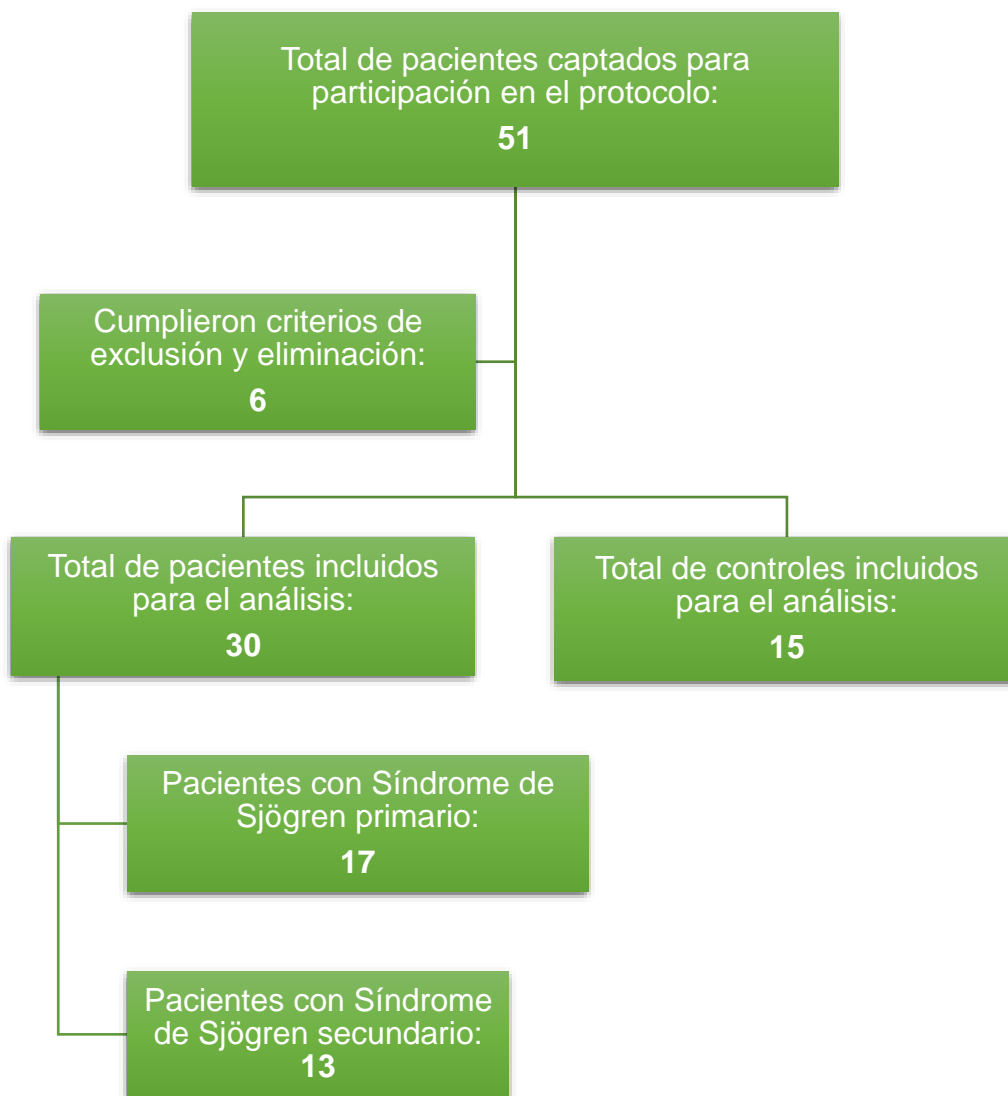 Total de pacientes captados para
participación en el protocolo:
51
Cumplieron criterios de
exclusión y eliminación:
6
Total de pacientes incluidos
para el análisis:
30
Total de controles incluidos
para el análisis:
15
Pacientes con Síndrome de
Sjögren primario:
17
Pacientes con Síndrome
de Sjögren secundario:
13